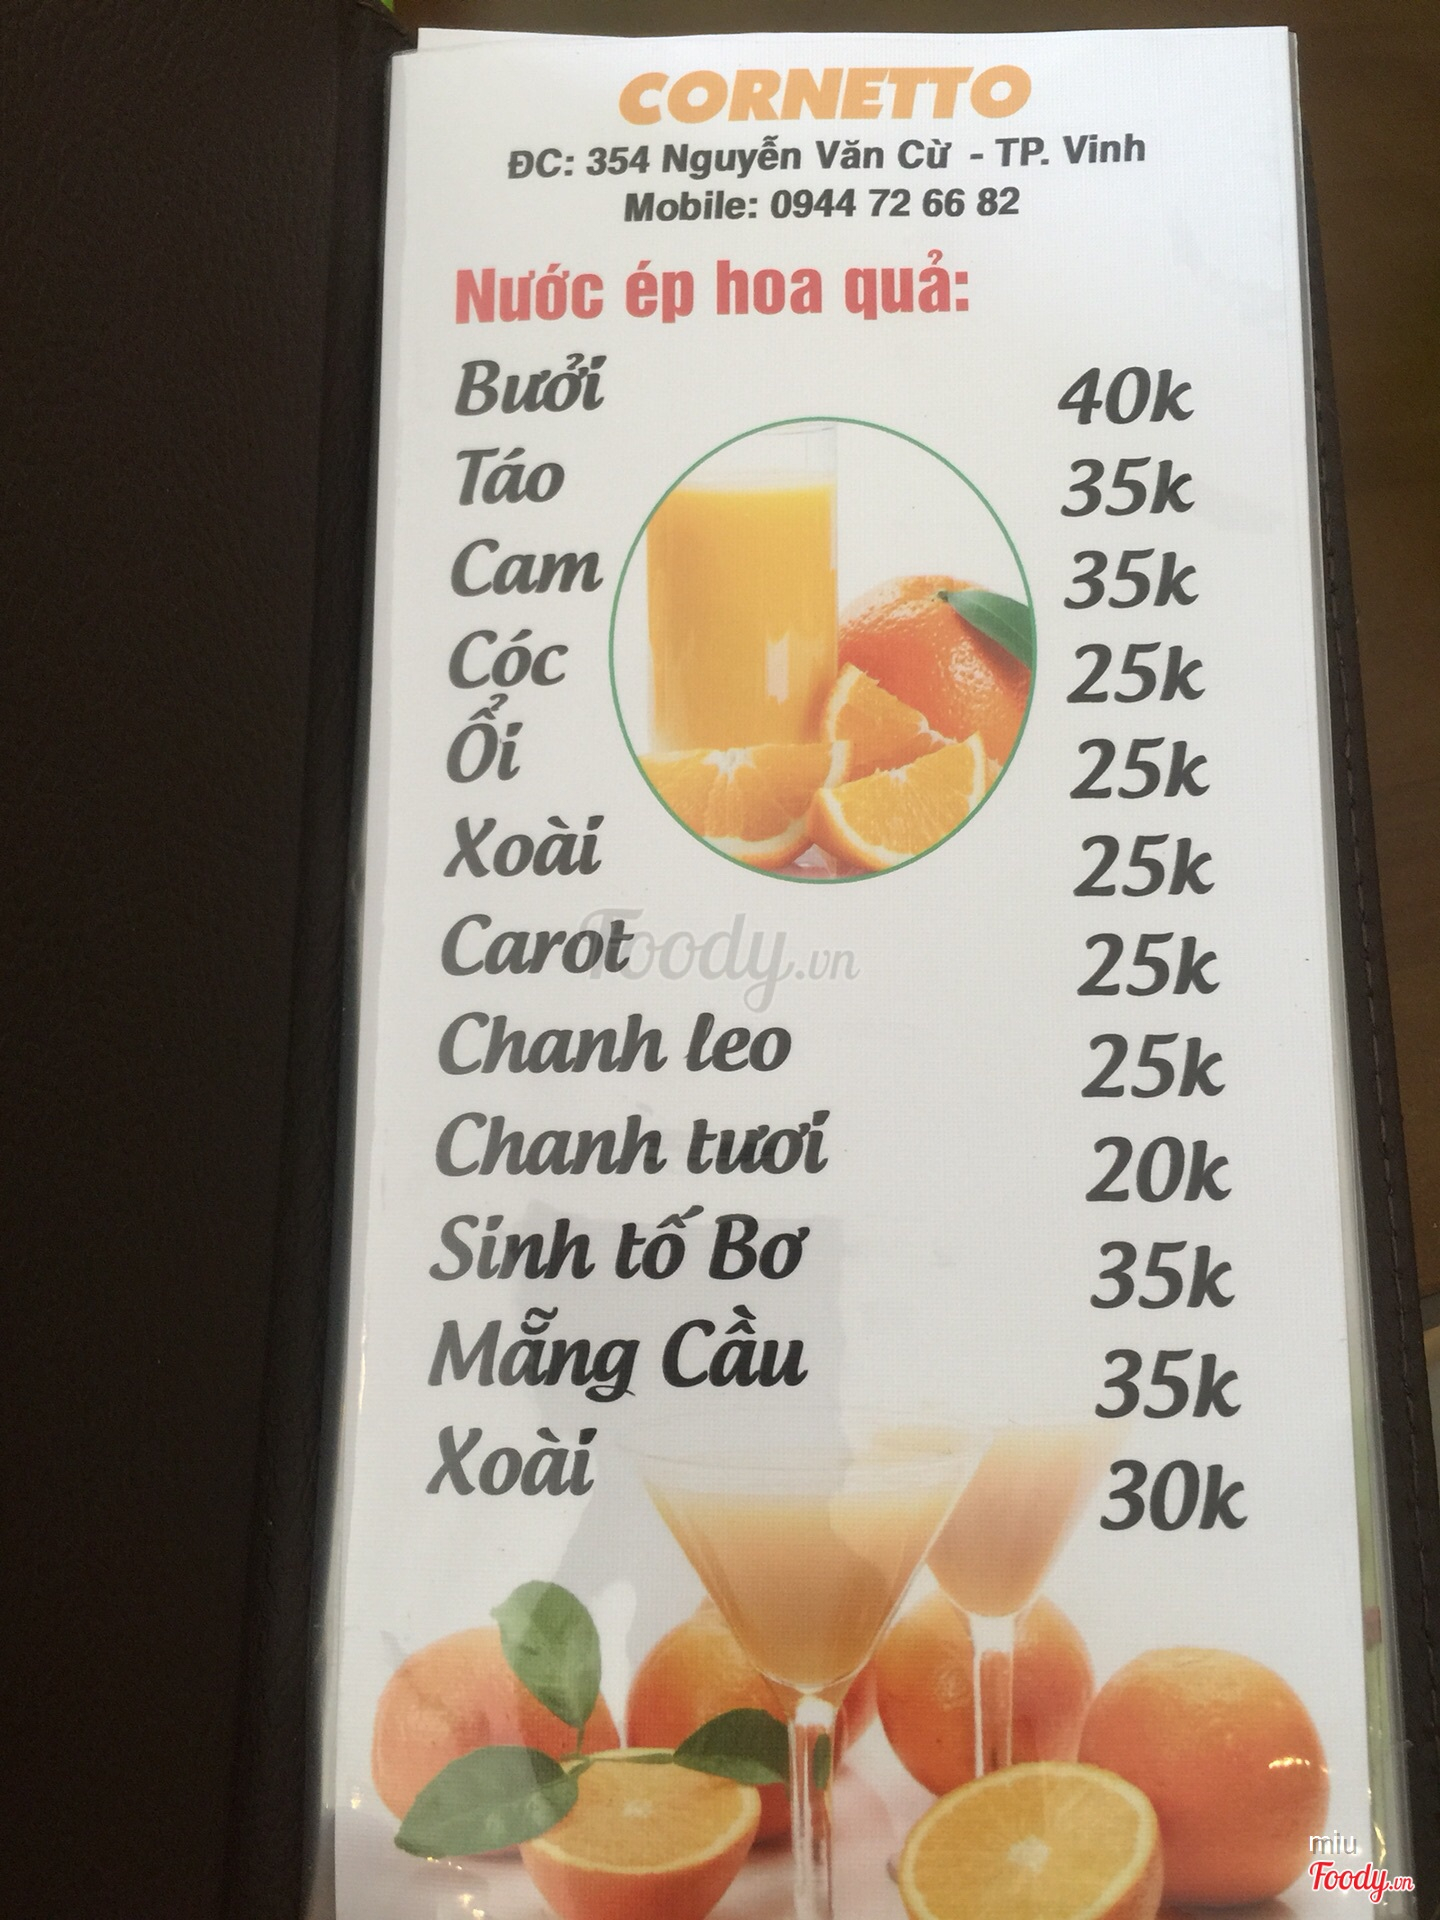 CORNETTO
ĐC: 354 Nguyễn Văn Cừ - TP. Vinh
Mobile: 0944 72 66 82
Nước ép hoa quả:
Bưởi 40k
Táo 35k
Cam 35k
Cóc 25k
Ổi 25k
Xoài 25k
Carot 25k
Foody.vn
Chanh leo 25k
Chanh tươi 20k
Sinh tố Bơ 35k
Mẵng Cầu 35k
Xoài 30k
miu
Foody.vn